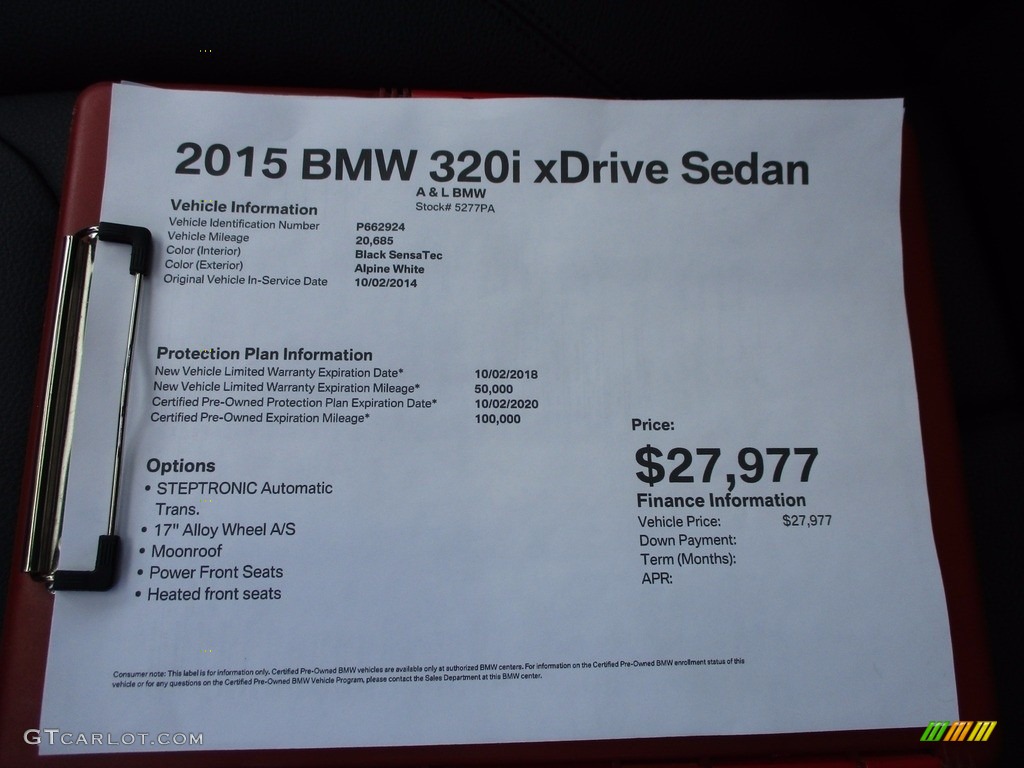 2015 BMW 320i xDrive Sedan
A & L BMW
Stock# 5277PA
Vehicle Information
Vehicle Identification Number P662924
Vehicle Mileage 20,685
Color (Interior) Black SensaTec
Color (Exterior) Alpine White
Original Vehicle In-Service Date 10/02/2014
Protection Plan Information
New Vehicle Limited Warranty Expiration Date* 10/02/2018
New Vehicle Limited Warranty Expiration Mileage* 50,000
Certified Pre-Owned Protection Plan Expiration Date* 10/02/2020
Certified Pre-Owned Expiration Mileage* 100,000
Options
• STEPTRONIC Automatic
Trans.
• 17" Alloy Wheel A/S
• Moonroof
• Power Front Seats
• Heated front seats
Price:
$27,977
Finance Information
Vehicle Price: $27,977
Down Payment:
Term (Months):
APR:
Consumer note: This label is for information only. Certified Pre-Owned BMW vehicles are available only at authorized BMW centers. For information on the Certified Pre-Owned BMW enrollment status of this
vehicle or for any questions on the Certified Pre-Owned BMW Vehicle Program, please contact the Sales Department at this BMW center.
GTCARLOT.COM